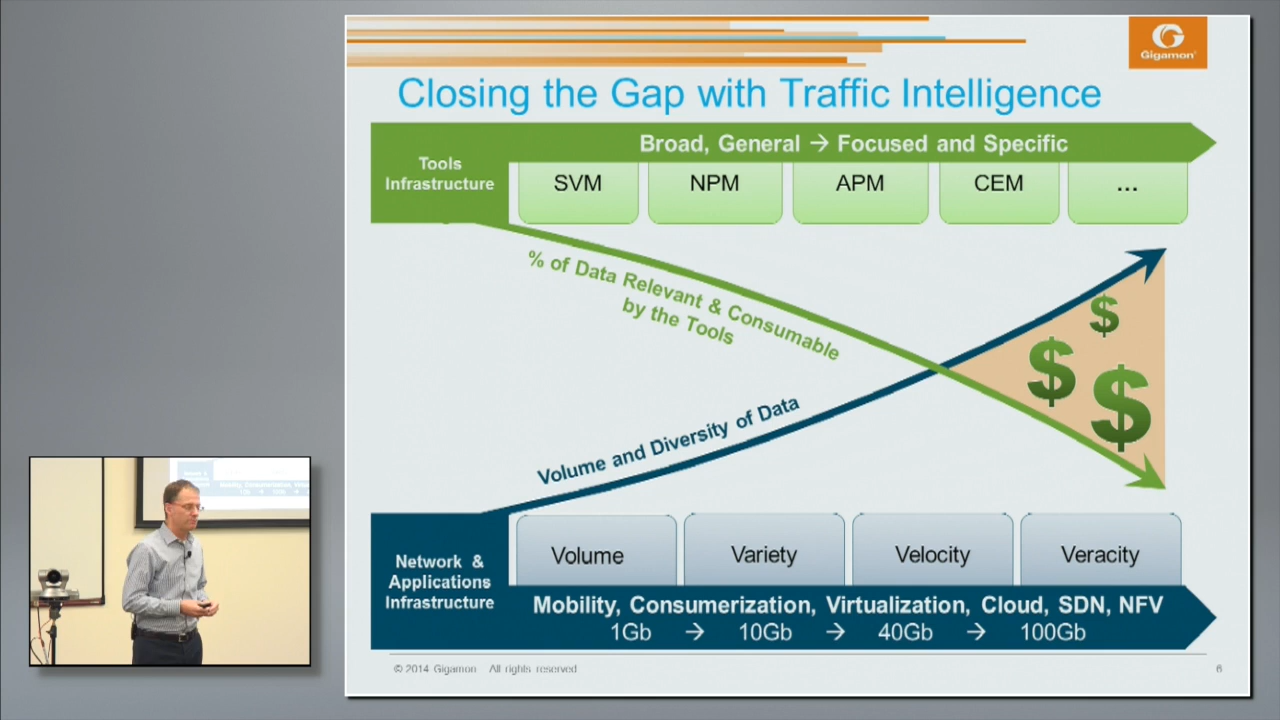 Gigamon
Closing the Gap with Traffic Intelligence
Tools
Infrastructure
Broad, General → Focused and Specific
SVM
NPM
APM
CEM
...
% of Data Relevant & Consumable
by the Tools
$
$
$
Volume and Diversity of Data
Network &
Applications
Infrastructure
Volume
Variety
Velocity
Veracity
Mobility, Consumerization, Virtualization, Cloud, SDN, NFV
1Gb → 10Gb → 40Gb → 100Gb
© 2014 Gigamon All rights reserved
6